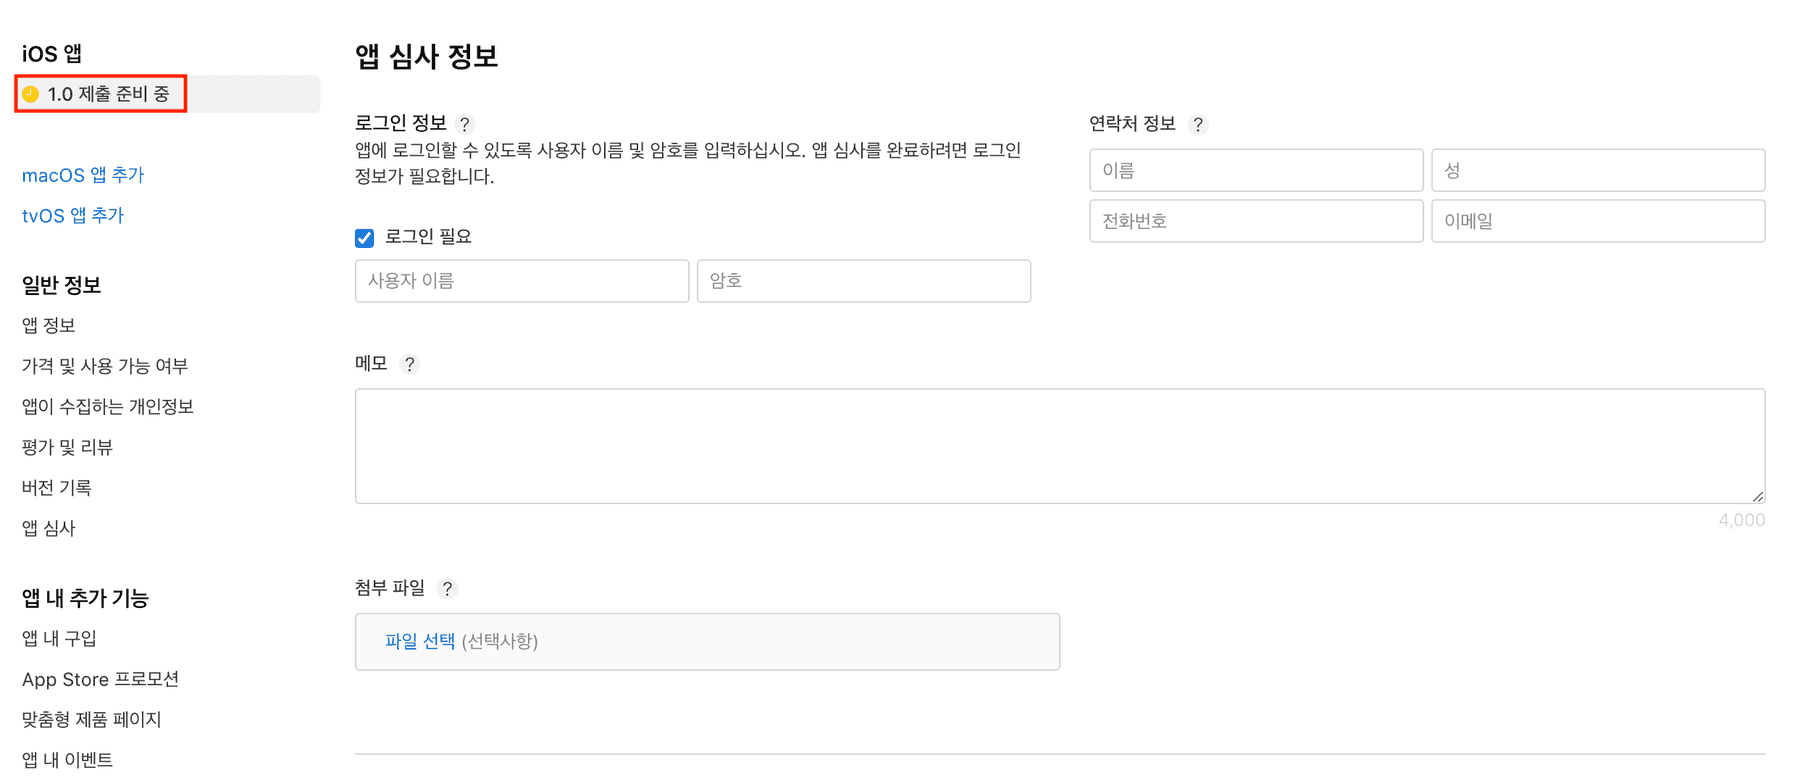 iOS 앱
1.0 제출 준비 중
macOS 앱 추가
tvOS 앱 추가
일반 정보
앱 정보
가격 및 사용 가능 여부
앱이 수집하는 개인정보
평가 및 리뷰
버전 기록
앱 심사
앱 내 추가 기능
앱 내 구입
App Store 프로모션
맞춤형 제품 페이지
앱 내 이벤트
앱 심사 정보
로그인 정보 ?
앱에 로그인할 수 있도록 사용자 이름 및 암호를 입력하십시오. 앱 심사를 완료하려면 로그인
정보가 필요합니다.
로그인 필요
사용자 이름 암호
연락처 정보 ?
이름 성
전화번호 이메일
메모 ?
4,000
첨부 파일 ?
파일 선택 (선택사항)